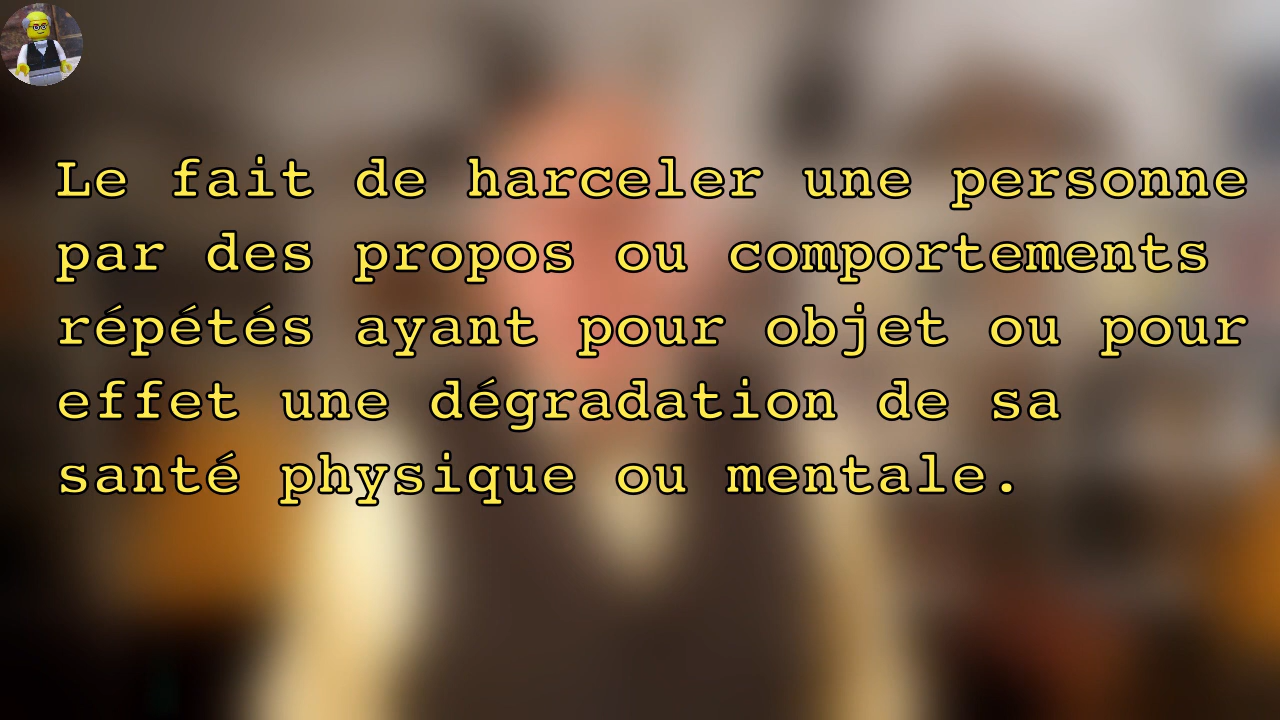 Le fait de harceler une personne
par des propos ou comportements
répétés ayant pour objet ou pour
effet une dégradation de sa
santé physique ou mentale.